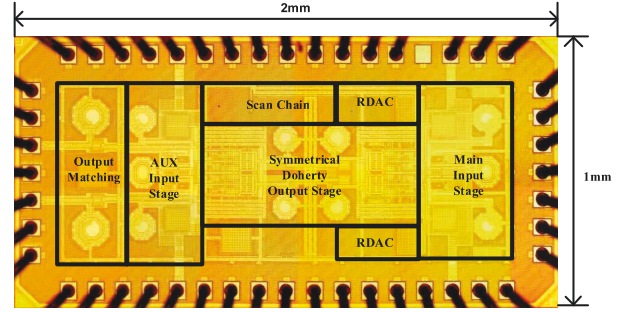 2mm
Scan Chain
RDAC
Output
Matching
AUX
Input
Stage
Symmetrical
Doherty
Output Stage
Main
Input
Stage
1mm
RDAC